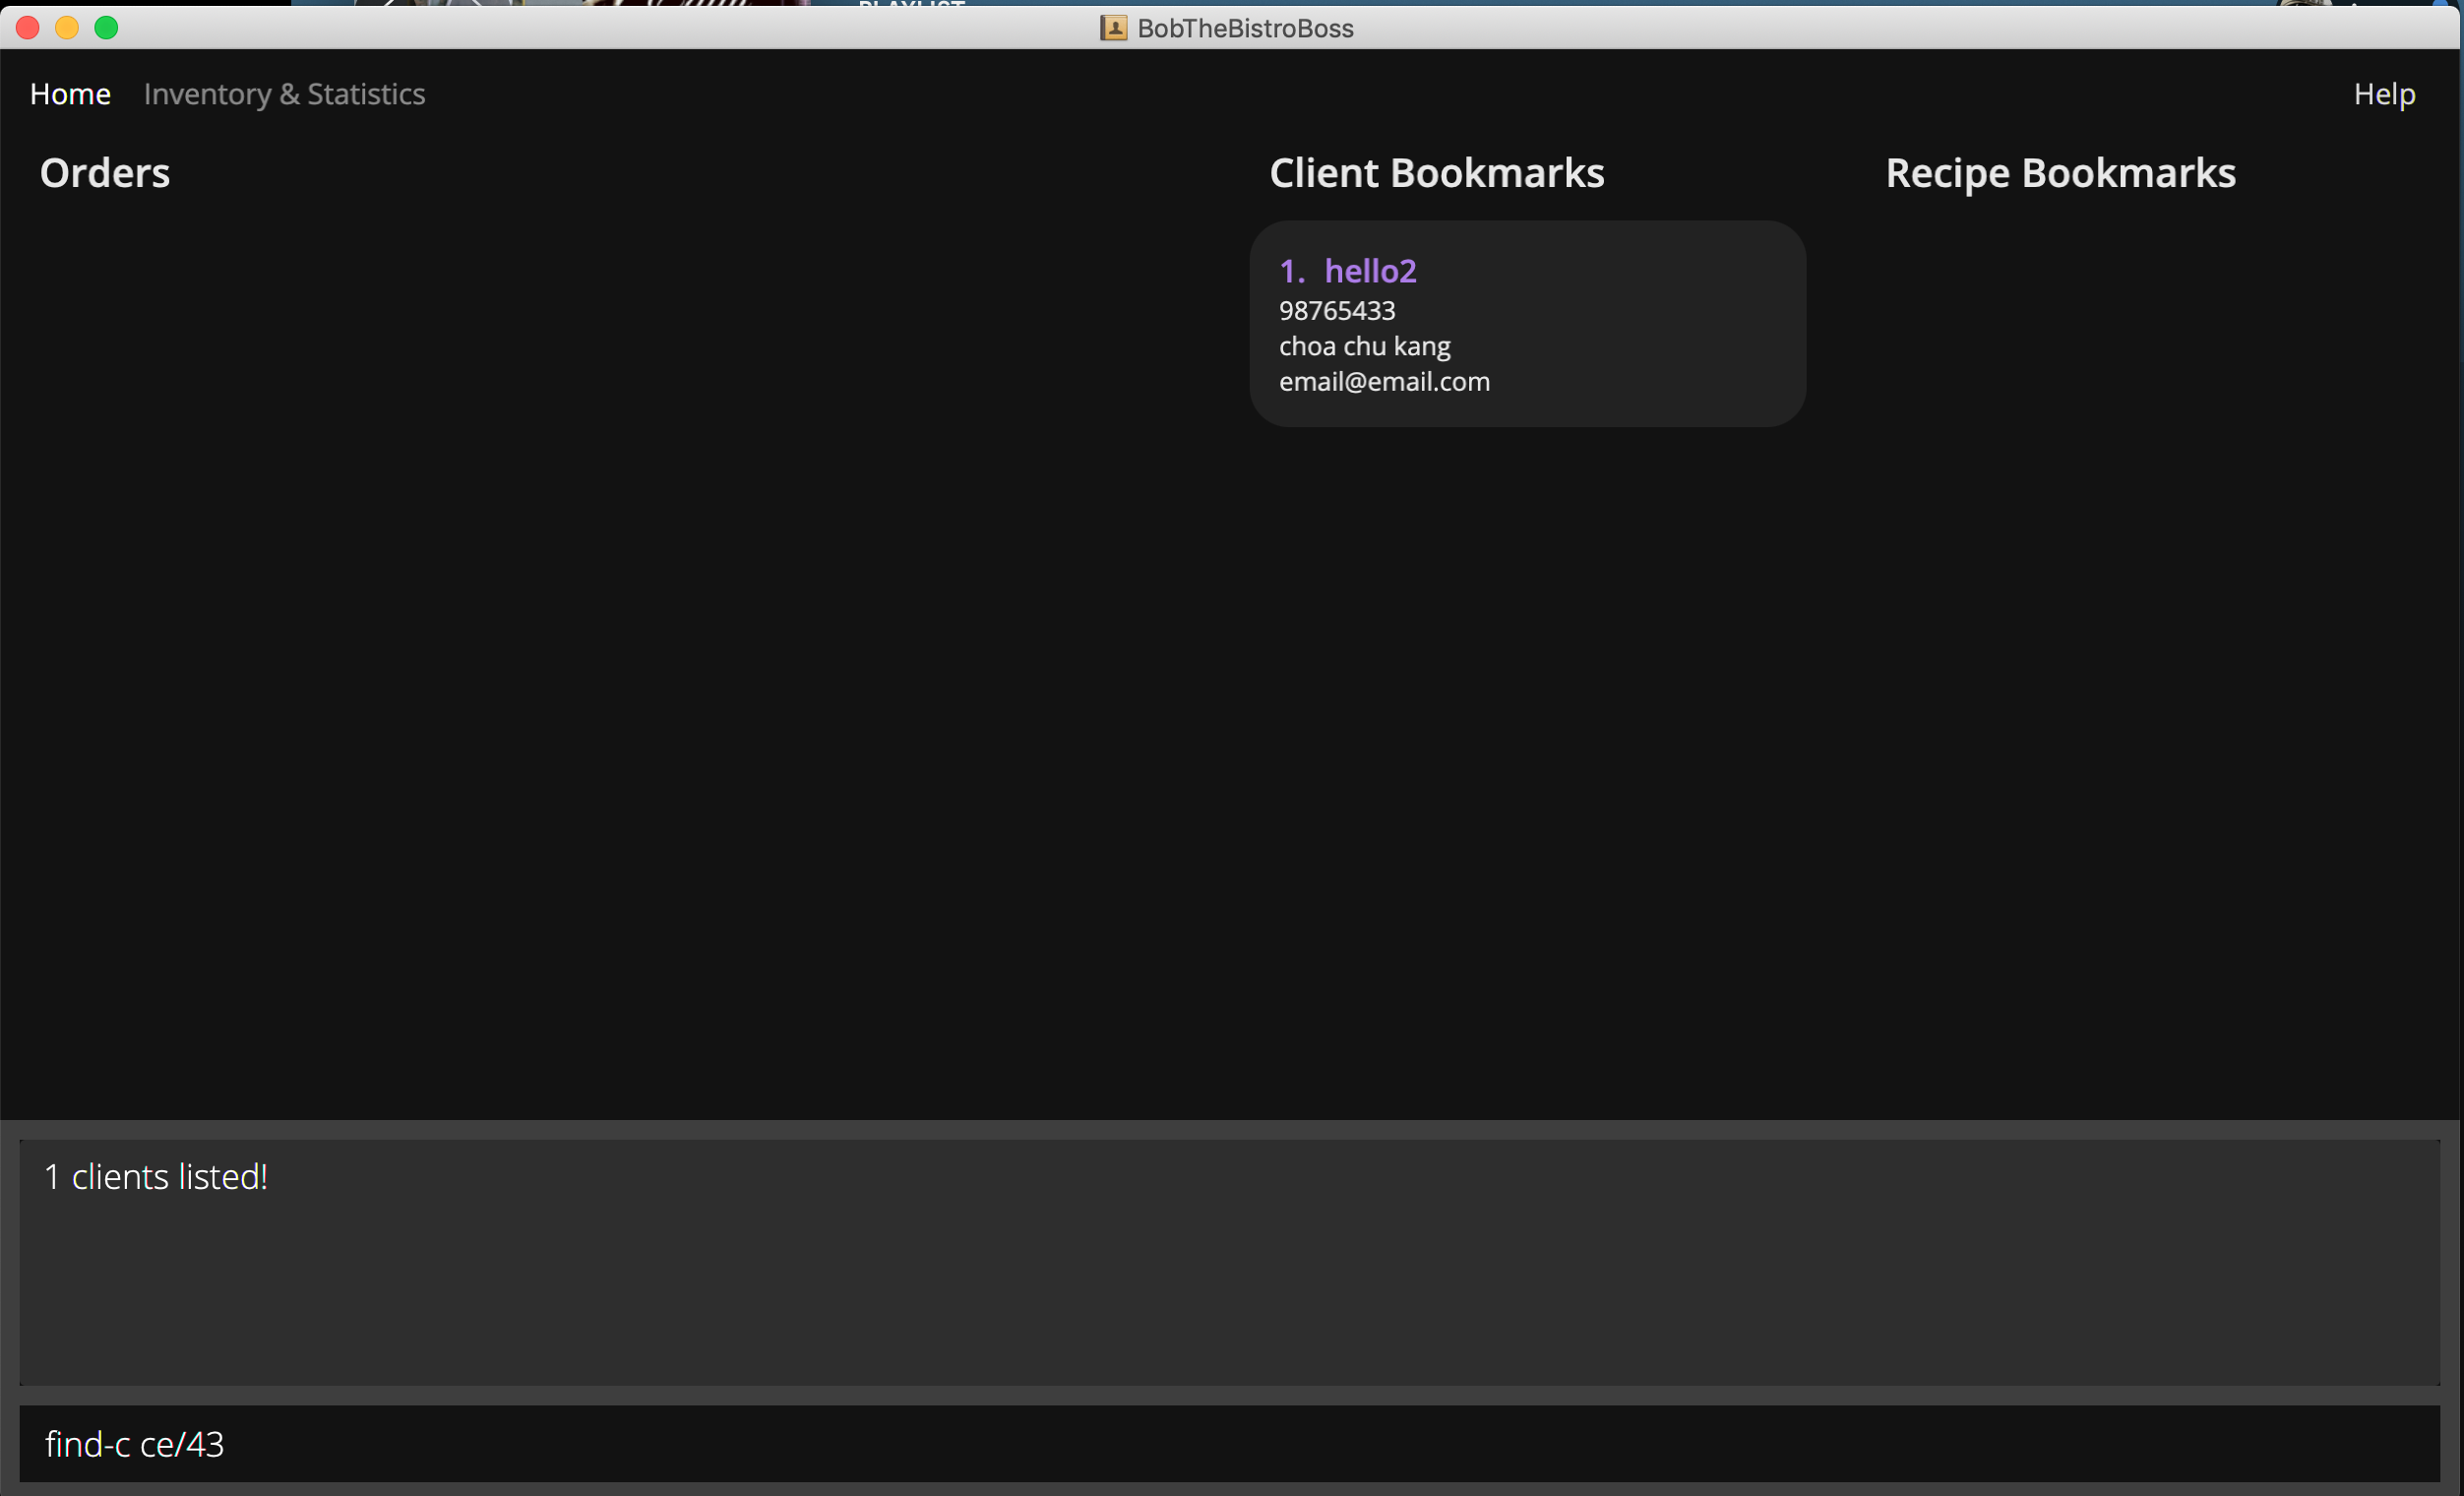 PLAYLIST
BobTheBistroBoss
Home Inventory & Statistics Help
Orders
Client Bookmarks
1. hello2
98765433
choa chu kang
email@email.com
Recipe Bookmarks
1 clients listed!
find-c ce/43